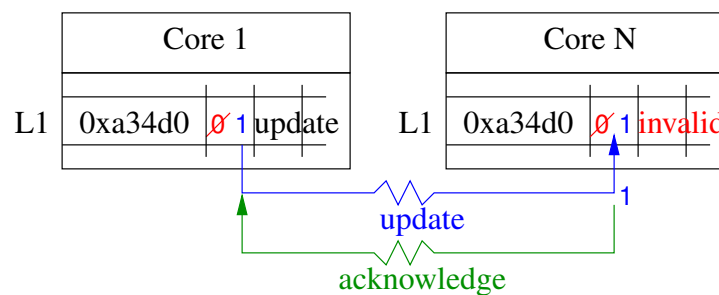 Core 1
Core N
L1 0xa34d0 0 1 update
L1 0xa34d0 0 1 invalid
1
update
acknowledge